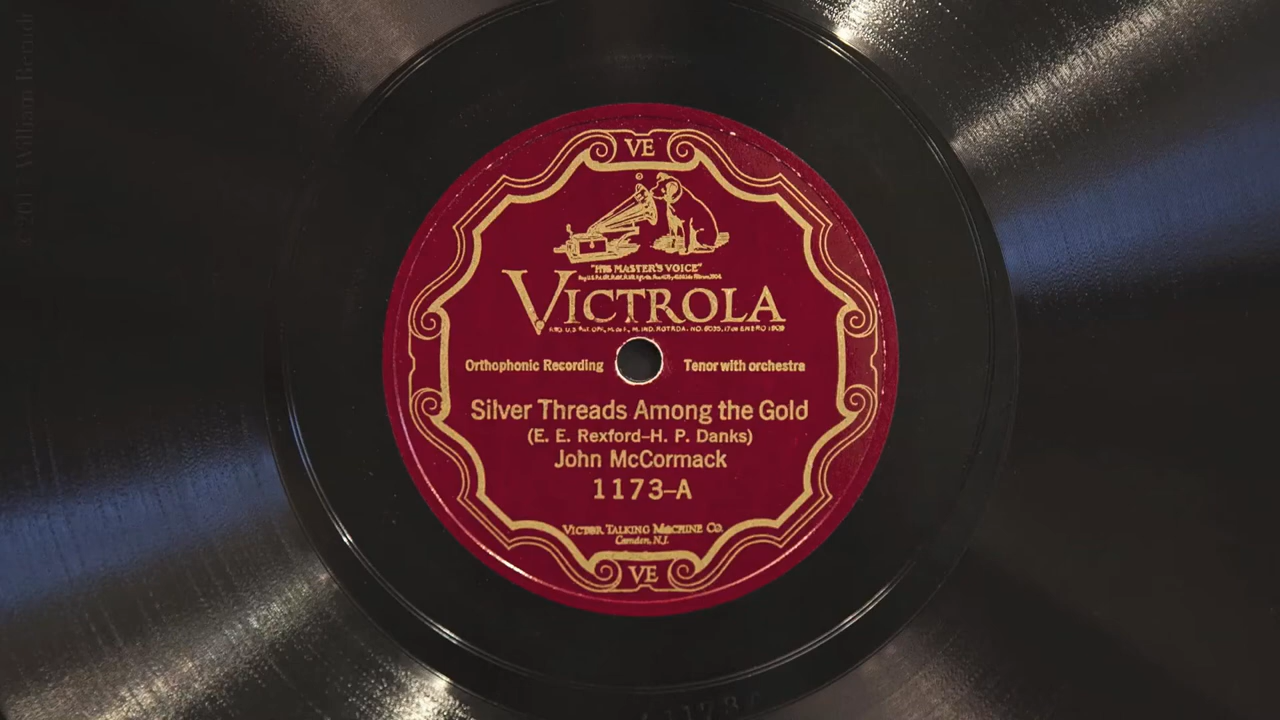 VE
"HIS MASTER'S VOICE"
VICTROLA
Orthophonic Recording
Tenor with orchestra
Silver Threads Among the Gold
(E. E. Rexford–H. P. Danks)
John McCormack
1173–A
VICTOR TALKING MACHINE CO.
Camden, N.J.
VE